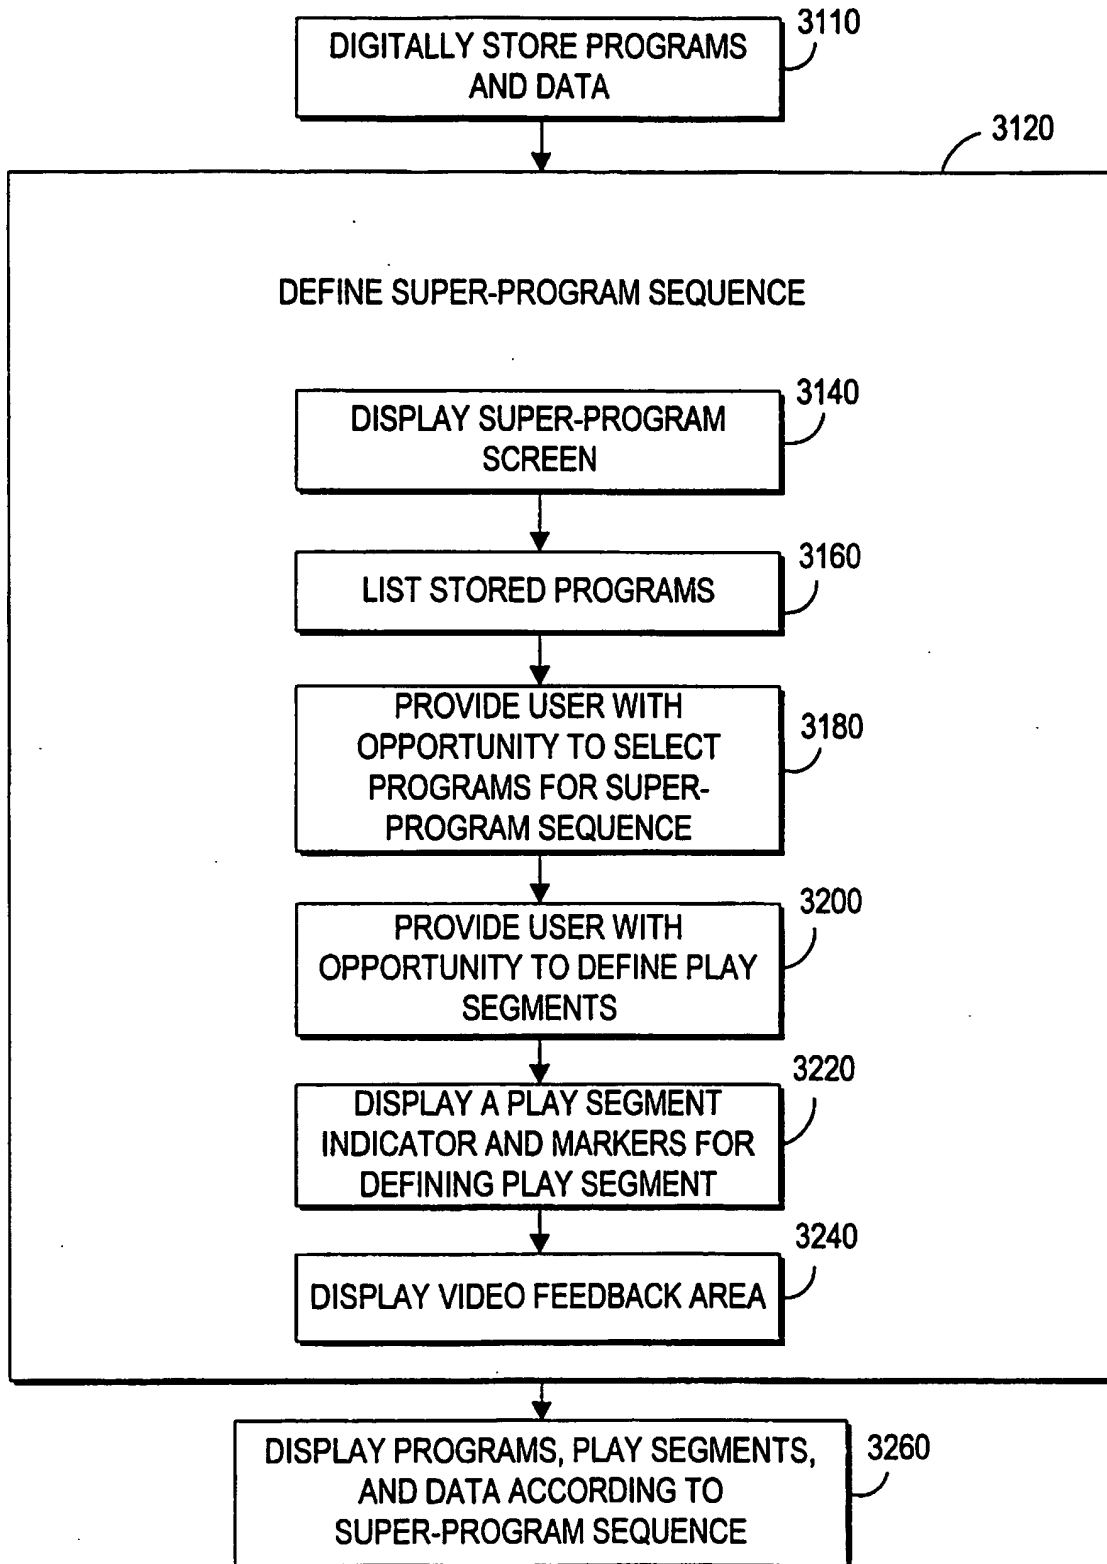 DIGITALLY STORE PROGRAMS
AND DATA
3110
3120
DEFINE SUPER-PROGRAM SEQUENCE
DISPLAY SUPER-PROGRAM
SCREEN
3140
LIST STORED PROGRAMS
3160
PROVIDE USER WITH
OPPORTUNITY TO SELECT
PROGRAMS FOR SUPER-
PROGRAM SEQUENCE
3180
PROVIDE USER WITH
OPPORTUNITY TO DEFINE PLAY
SEGMENTS
3200
DISPLAY A PLAY SEGMENT
INDICATOR AND MARKERS FOR
DEFINING PLAY SEGMENT
3220
DISPLAY VIDEO FEEDBACK AREA
3240
DISPLAY PROGRAMS, PLAY SEGMENTS,
AND DATA ACCORDING TO
SUPER-PROGRAM SEQUENCE
3260